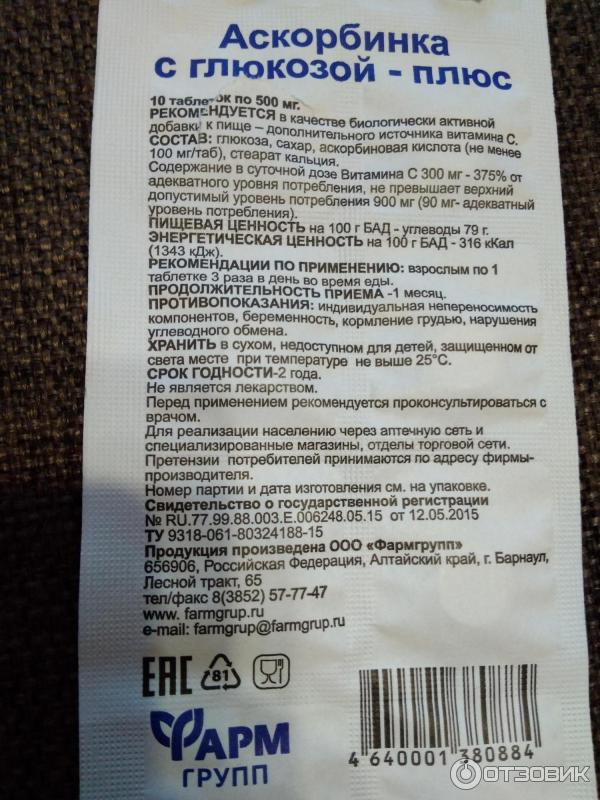 Аскорбинка
с глюкозой - плюс
10 таблеток по 500 мг.
РЕКОМЕНДУЕТСЯ в качестве биологически активной
добавки к пище – дополнительного источника витамина С.
СОСТАВ: глюкоза, сахар, аскорбиновая кислота (не менее
100 мг/таб), стеарат кальция.
Содержание в суточной дозе Витамина С 300 мг - 375% от
адекватного уровня потребления, не превышает верхний
допустимый уровень потребления 900 мг (90 мг- адекватный
уровень потребления).
ПИЩЕВАЯ ЦЕННОСТЬ на 100 г БАД - углеводы 79 г.
ЭНЕРГЕТИЧЕСКАЯ ЦЕННОСТЬ на 100 г БАД - 316 кКал
(1343 кДж).
РЕКОМЕНДАЦИИ ПО ПРИМЕНЕНИЮ: взрослым по 1
таблетке 3 раза в день во время еды.
ПРОДОЛЖИТЕЛЬНОСТЬ ПРИЕМА -1 месяц.
ПРОТИВОПОКАЗАНИЯ: индивидуальная непереносимость
компонентов, беременность, кормление грудью, нарушения
углеводного обмена.
ХРАНИТЬ в сухом, недоступном для детей, защищенном от
света месте при температуре не выше 25°С.
СРОК ГОДНОСТИ-2 года.
Не является лекарством.
Перед применением рекомендуется проконсультироваться с
врачом.
Для реализации населению через аптечную сеть и
специализированные магазины, отделы торговой сети.
Претензии потребителей принимаются по адресу фирмы-
производителя.
Номер партии и дата изготовления см. на упаковке.
Свидетельство о государственной регистрации
№ RU.77.99.88.003.Е.006248.05.15 от 12.05.2015
ТУ 9318-061-80324188-15
Продукция произведена ООО «Фармгрупп»
656906, Российская Федерация, Алтайский край, г. Барнаул,
Лесной тракт, 65
тел/факс 8(3852) 57-77-47
www. farmgrup.ru
e-mail: farmgrup@farmgrup.ru
EAC 81
ФАРМ
ГРУПП
4 640001 380884
ОТЗОВИК